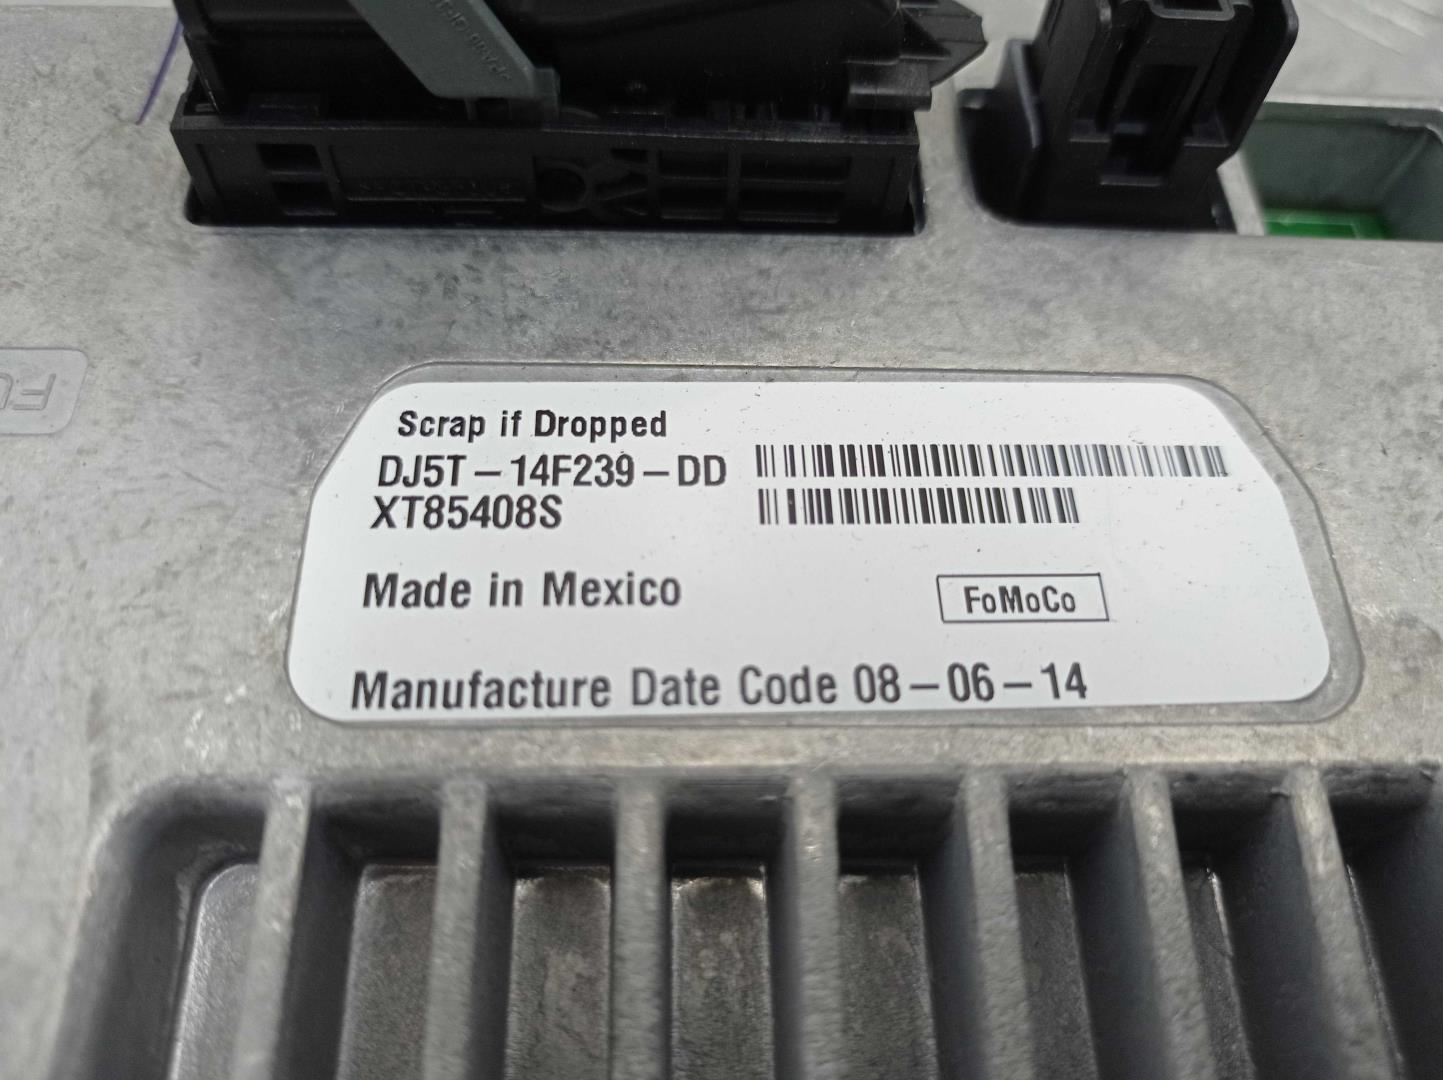 Scrap if Dropped
DJ5T-14F239-DD
XT85408S
Made in Mexico
FoMoCo
Manufacture Date Code 08-06-14